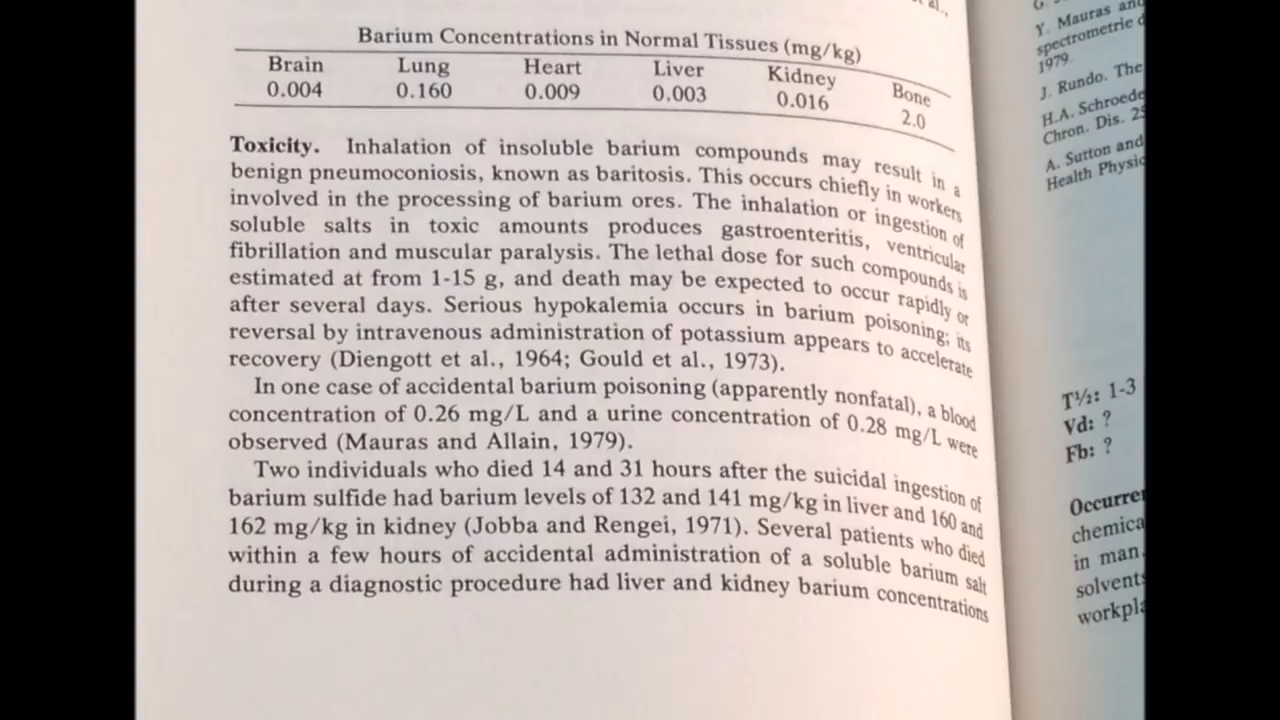 al.,
Barium Concentrations in Normal Tissues (mg/kg)
Brain Lung Heart Liver Kidney Bone
0.004 0.160 0.009 0.003 0.016 2.0
Toxicity. Inhalation of insoluble barium compounds may result in a
benign pneumoconiosis, known as baritosis. This occurs chiefly in workers
involved in the processing of barium ores. The inhalation or ingestion of
soluble salts in toxic amounts produces gastroenteritis, ventricular
fibrillation and muscular paralysis. The lethal dose for such compounds is
estimated at from 1-15 g, and death may be expected to occur rapidly or
after several days. Serious hypokalemia occurs in barium poisoning; its
reversal by intravenous administration of potassium appears to accelerate
recovery (Diengott et al., 1964; Gould et al., 1973).
In one case of accidental barium poisoning (apparently nonfatal), a blood
concentration of 0.26 mg/L and a urine concentration of 0.28 mg/L were
observed (Mauras and Allain, 1979).
Two individuals who died 14 and 31 hours after the suicidal ingestion of
barium sulfide had barium levels of 132 and 141 mg/kg in liver and 160 and
162 mg/kg in kidney (Jobba and Rengei, 1971). Several patients who died
within a few hours of accidental administration of a soluble barium salt
during a diagnostic procedure had liver and kidney barium concentrations
G.
Y. Mauras and
spectrometrie d
1979.
J. Rundo. The
H.A. Schroede
Chron. Dis. 25
A. Sutton and
Health Physic
T½: 1-3
Vd: ?
Fb: ?
Occurre
chemica
in man.
solvents
workpla